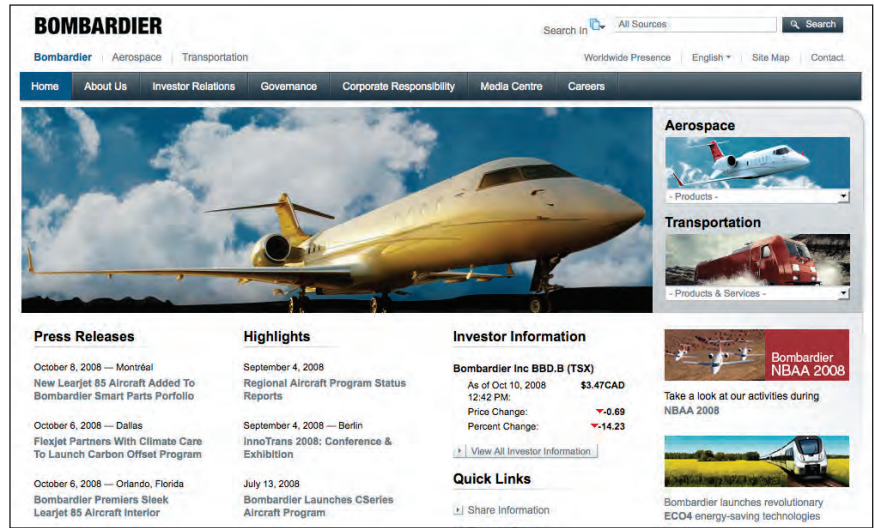 BOMBARDIER
Search In
All Sources
Search
Bombardier
Aerospace
Transportation
Worldwide Presence
English
Site Map
Contact
Home
About Us
Investor Relations
Governance
Corporate Responsibility
Media Centre
Careers
Aerospace
- Products -
Transportation
- Products & Services -
Press Releases
October 8, 2008 — Montréal
New Learjet 85 Aircraft Added To
Bombardier Smart Parts Porfolio
October 6, 2008 — Dallas
Flexjet Partners With Climate Care
To Launch Carbon Offset Program
October 6, 2008 — Orlando, Florida
Bombardier Premiers Sleek
Learjet 85 Aircraft Interior
Highlights
September 4, 2008
Regional Aircraft Program Status
Reports
September 4, 2008 — Berlin
InnoTrans 2008: Conference &
Exhibition
July 13, 2008
Bombardier Launches CSeries
Aircraft Program
Investor Information
Bombardier Inc BBD.B (TSX)
As of Oct 10, 2008 $3.47CAD
12:42 PM:
Price Change: -0.69
Percent Change: -14.23
View All Investor Information
Quick Links
Share Information
Bombardier
NBAA 2008
Take a look at our activities during
NBAA 2008
Bombardier launches revolutionary
ECO4 energy-saving technologies